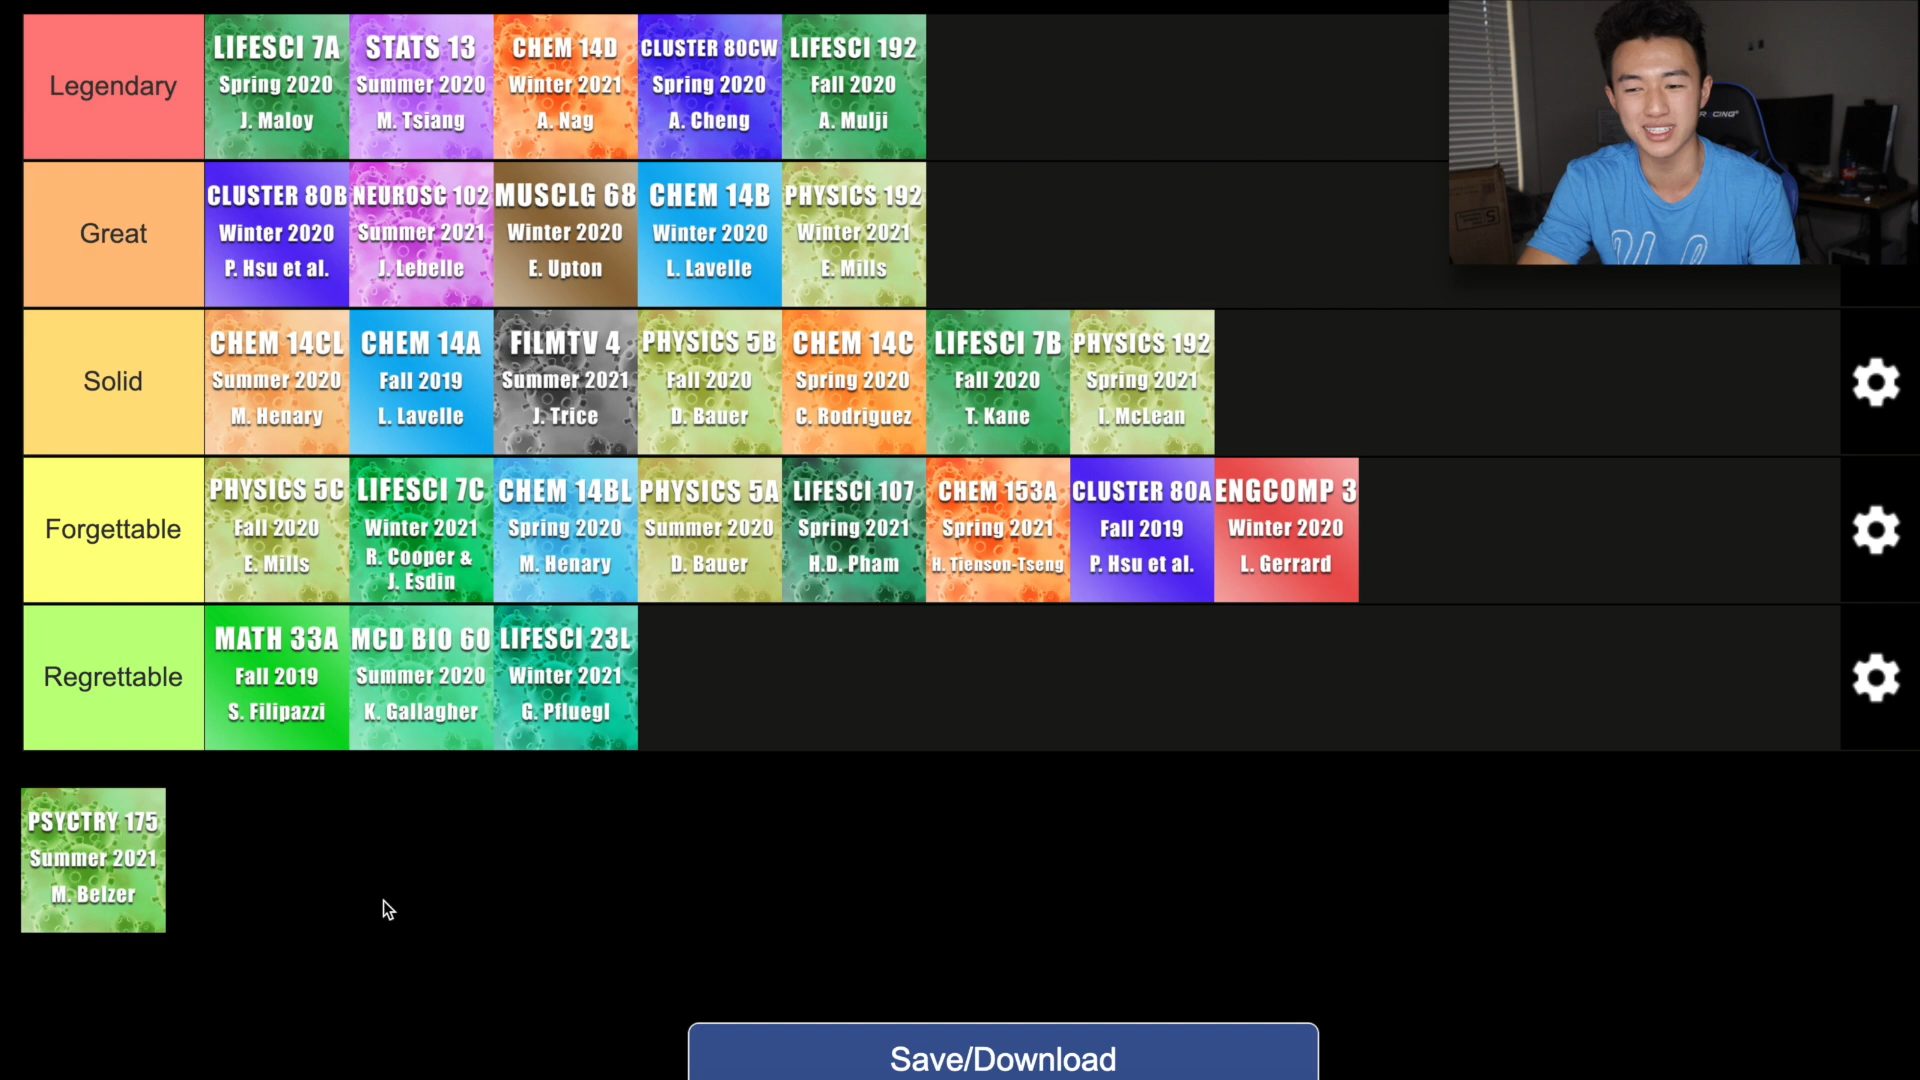 Legendary
LIFESCI 7A
Spring 2020
J. Maloy
STATS 13
Summer 2020
M. Tsiang
CHEM 14D
Winter 2021
A. Nag
CLUSTER 80CW
Spring 2020
A. Cheng
LIFESCI 192
Fall 2020
A. Mulji
Great
CLUSTER 80B
Winter 2020
P. Hsu et al.
NEUROSC 102
Summer 2021
J. Lebelle
MUSCLG 68
Winter 2020
E. Upton
CHEM 14B
Winter 2020
L. Lavelle
PHYSICS 192
Winter 2021
E. Mills
Solid
CHEM 14CL
Summer 2020
M. Henary
CHEM 14A
Fall 2019
L. Lavelle
FILMTV 4
Summer 2021
J. Trice
PHYSICS 5B
Fall 2020
D. Bauer
CHEM 14C
Spring 2020
C. Rodriguez
LIFESCI 7B
Fall 2020
T. Kane
PHYSICS 192
Spring 2021
I. McLean
Forgettable
PHYSICS 5C
Fall 2020
E. Mills
LIFESCI 7C
Winter 2021
R. Cooper &
J. Esdin
CHEM 14BL
Spring 2020
M. Henary
PHYSICS 5A
Summer 2020
D. Bauer
LIFESCI 107
Spring 2021
H.D. Pham
CHEM 153A
Spring 2021
H. Tienson-Tseng
CLUSTER 80A
Fall 2019
P. Hsu et al.
ENGCOMP 3
Winter 2020
L. Gerrard
Regrettable
MATH 33A
Fall 2019
S. Filipazzi
MCD BIO 60
Summer 2020
K. Gallagher
LIFESCI 23L
Winter 2021
G. Pfluegl
PSYCTRY 175
Summer 2021
M. Belzer
Save/Download